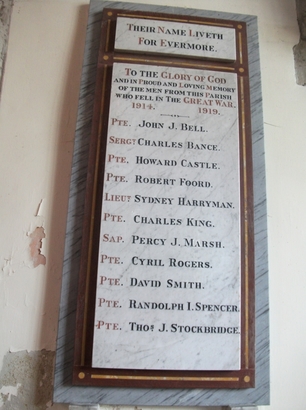 Their Name Liveth
For Evermore.
To the Glory of God
and in Proud and Loving Memory
of the men from this Parish
who fell in the Great War.
1914. 1919.
Pte. John J. Bell.
Sergt Charles Bance.
Pte. Howard Castle.
Pte. Robert Foord.
Lieut Sydney Harryman.
Pte. Charles King.
Sap. Percy J. Marsh.
Pte. Cyril Rogers.
Pte. David Smith.
Pte. Randolph I. Spencer.
Pte. Thos J. Stockbridge.